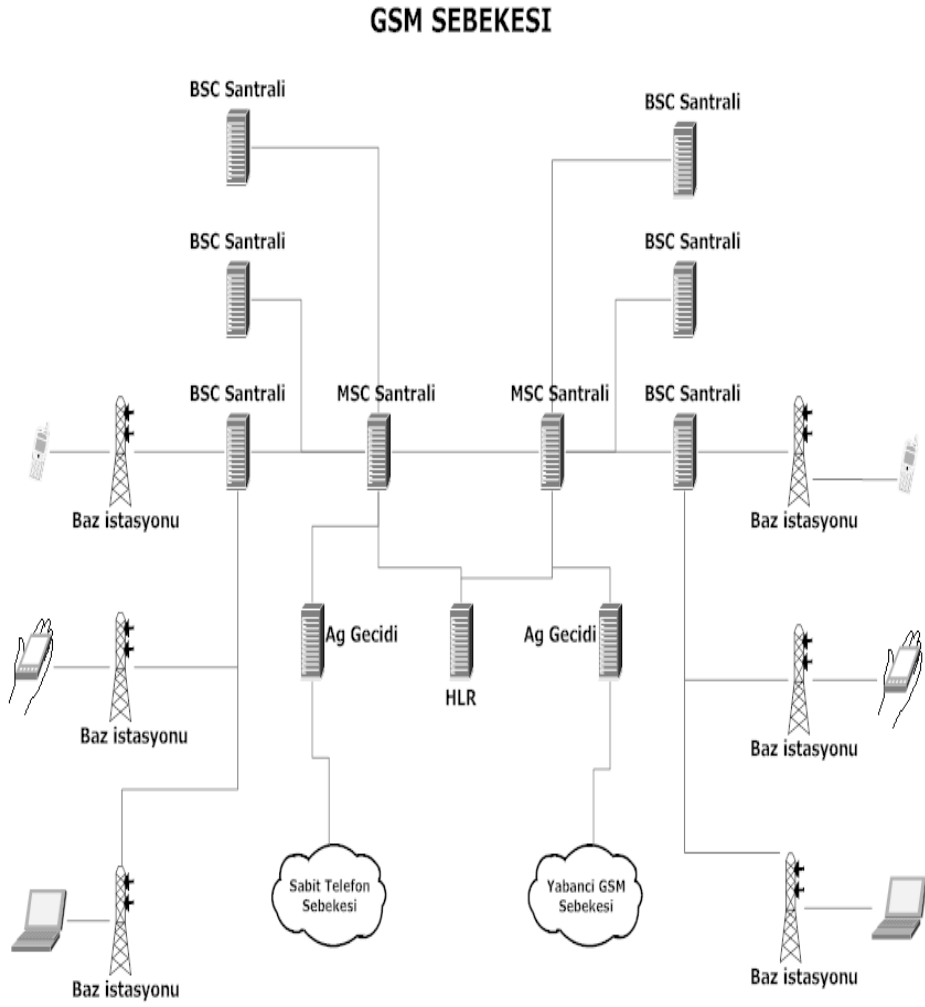 GSM SEBEKESI
BSC Santrali
BSC Santrali
BSC Santrali
BSC Santrali
BSC Santrali
MSC Santrali
MSC Santrali
BSC Santrali
Baz istasyonu
Baz istasyonu
Ag Gecidi
Ag Gecidi
HLR
Baz istasyonu
Baz istasyonu
Sabit Telefon
Sebekesi
Yabanci GSM
Sebekesi
Baz istasyonu
Baz istasyonu